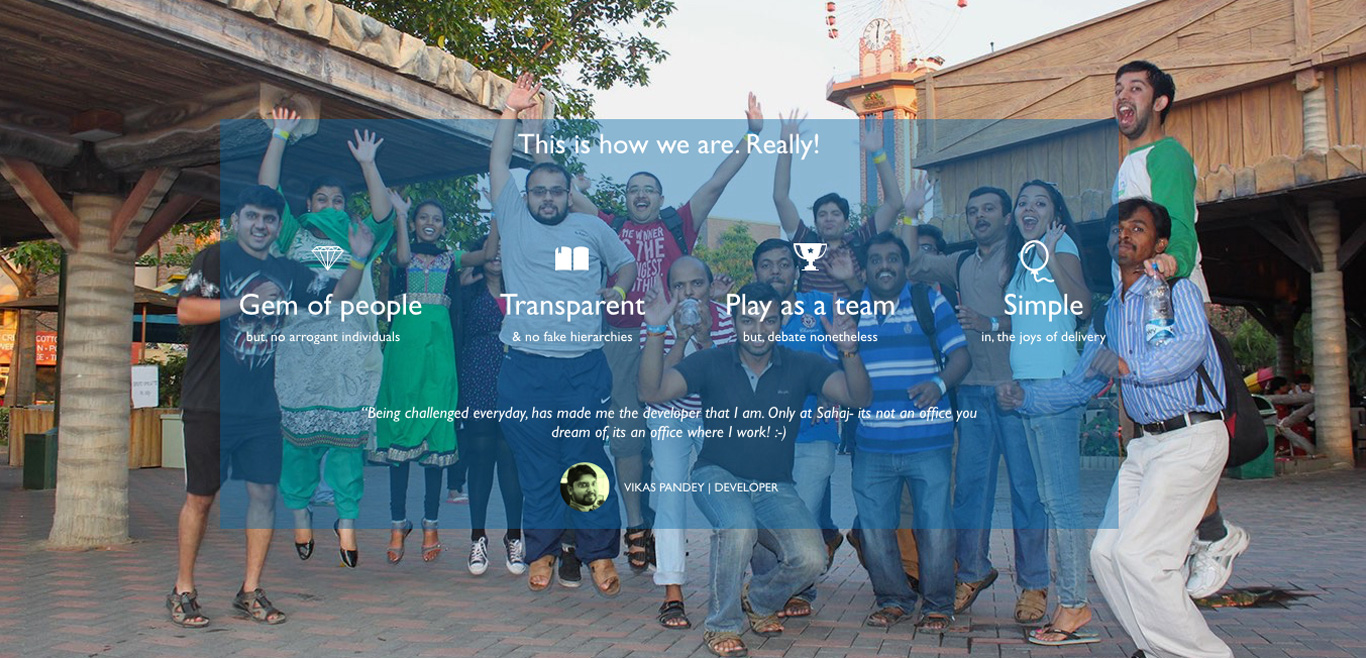 This is how we are. Really!
Gem of people
Transparent
Play as a team
Simple
but, no arrogant individuals
& no fake hierarchies
but, debate nonetheless
in, the joys of delivery
“Being challenged everyday, has made me the developer that I am. Only at Sahaj- its not an office you
dream of, its an office where I work! :-)
VIKAS PANDEY | DEVELOPER